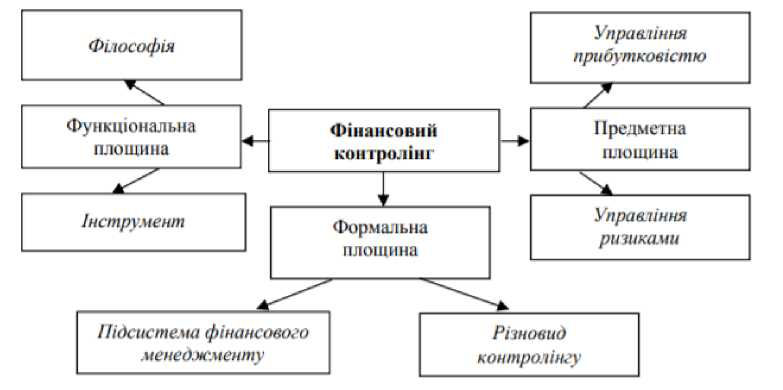 Філософія
Управління
прибутковістю
Функціональна
площина
Фінансовий
контролінг
Предметна
площина
Інструмент
Формальна
площина
Управління
ризиками
Підсистема фінансового
менеджменту
Різновид
контролінгу